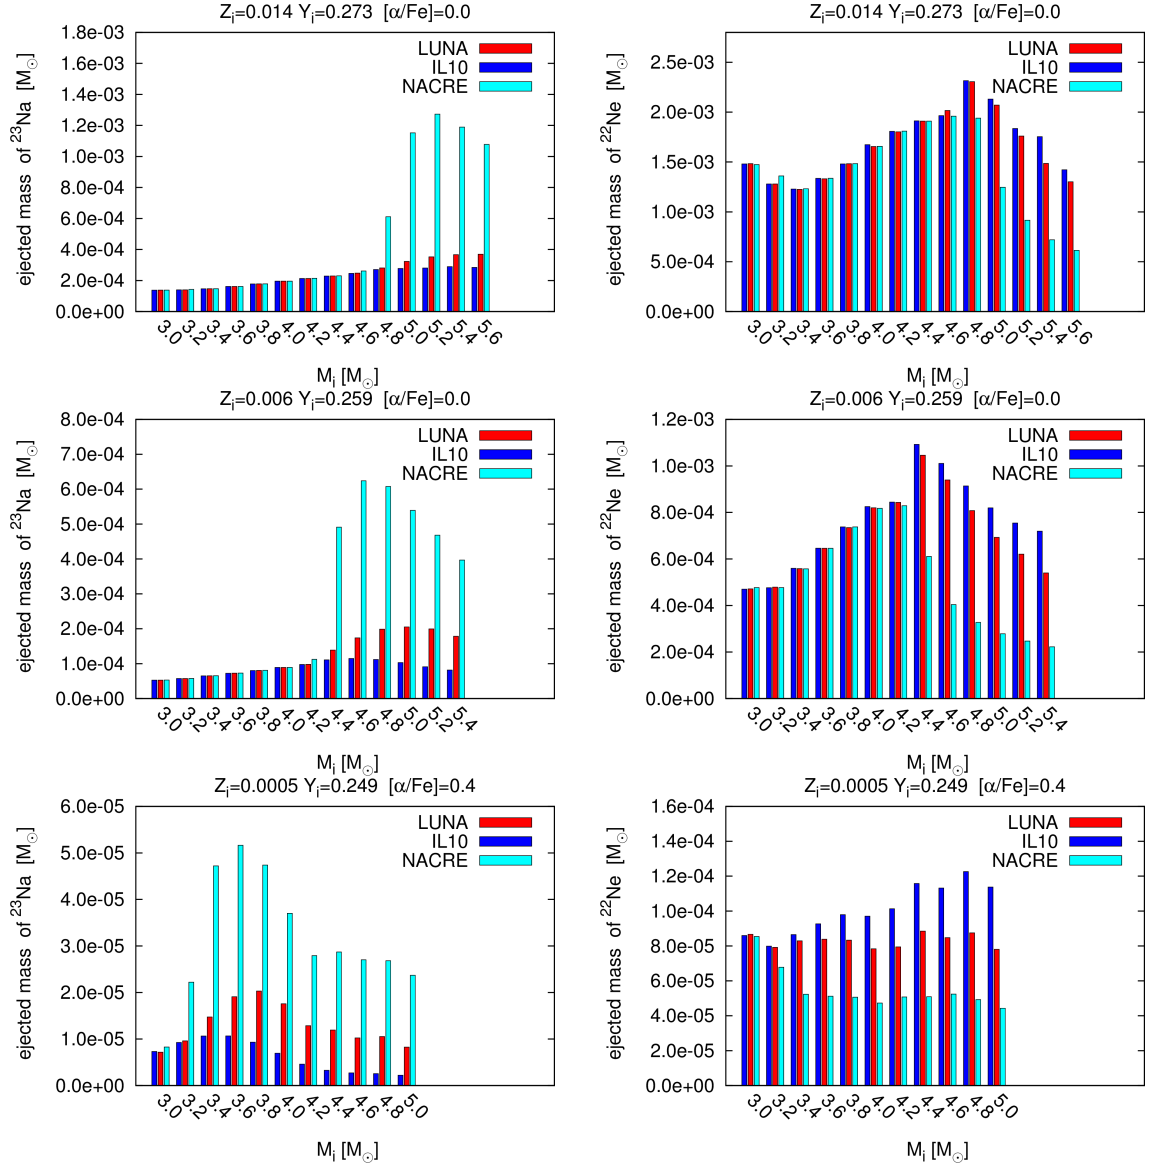 Z_i=0.014 Y_i=0.273 [α/Fe]=0.0
ejected mass of ^23Na [M_⊙]
1.8e-03
1.6e-03
1.4e-03
1.2e-03
1.0e-03
8.0e-04
6.0e-04
4.0e-04
2.0e-04
0.0e+00
LUNA
IL10
NACRE
3.0 3.2 3.4 3.6 3.8 4.0 4.2 4.4 4.6 4.8 5.0 5.2 5.4 5.6
M_i [M_⊙]
Z_i=0.014 Y_i=0.273 [α/Fe]=0.0
ejected mass of ^22Ne [M_⊙]
2.5e-03
2.0e-03
1.5e-03
1.0e-03
5.0e-04
0.0e+00
LUNA
IL10
NACRE
3.0 3.2 3.4 3.6 3.8 4.0 4.2 4.4 4.6 4.8 5.0 5.2 5.4 5.6
M_i [M_⊙]
Z_i=0.006 Y_i=0.259 [α/Fe]=0.0
ejected mass of ^23Na [M_⊙]
8.0e-04
7.0e-04
6.0e-04
5.0e-04
4.0e-04
3.0e-04
2.0e-04
1.0e-04
0.0e+00
LUNA
IL10
NACRE
3.0 3.2 3.4 3.6 3.8 4.0 4.2 4.4 4.6 4.8 5.0 5.2 5.4
M_i [M_⊙]
Z_i=0.006 Y_i=0.259 [α/Fe]=0.0
ejected mass of ^22Ne [M_⊙]
1.2e-03
1.0e-03
8.0e-04
6.0e-04
4.0e-04
2.0e-04
0.0e+00
LUNA
IL10
NACRE
3.0 3.2 3.4 3.6 3.8 4.0 4.2 4.4 4.6 4.8 5.0 5.2 5.4
M_i [M_⊙]
Z_i=0.0005 Y_i=0.249 [α/Fe]=0.4
ejected mass of ^23Na [M_⊙]
6.0e-05
5.0e-05
4.0e-05
3.0e-05
2.0e-05
1.0e-05
0.0e+00
LUNA
IL10
NACRE
3.0 3.2 3.4 3.6 3.8 4.0 4.2 4.4 4.6 4.8 5.0
M_i [M_⊙]
Z_i=0.0005 Y_i=0.249 [α/Fe]=0.4
ejected mass of ^22Ne [M_⊙]
1.6e-04
1.4e-04
1.2e-04
1.0e-04
8.0e-05
6.0e-05
4.0e-05
2.0e-05
0.0e+00
LUNA
IL10
NACRE
3.0 3.2 3.4 3.6 3.8 4.0 4.2 4.4 4.6 4.8 5.0
M_i [M_⊙]